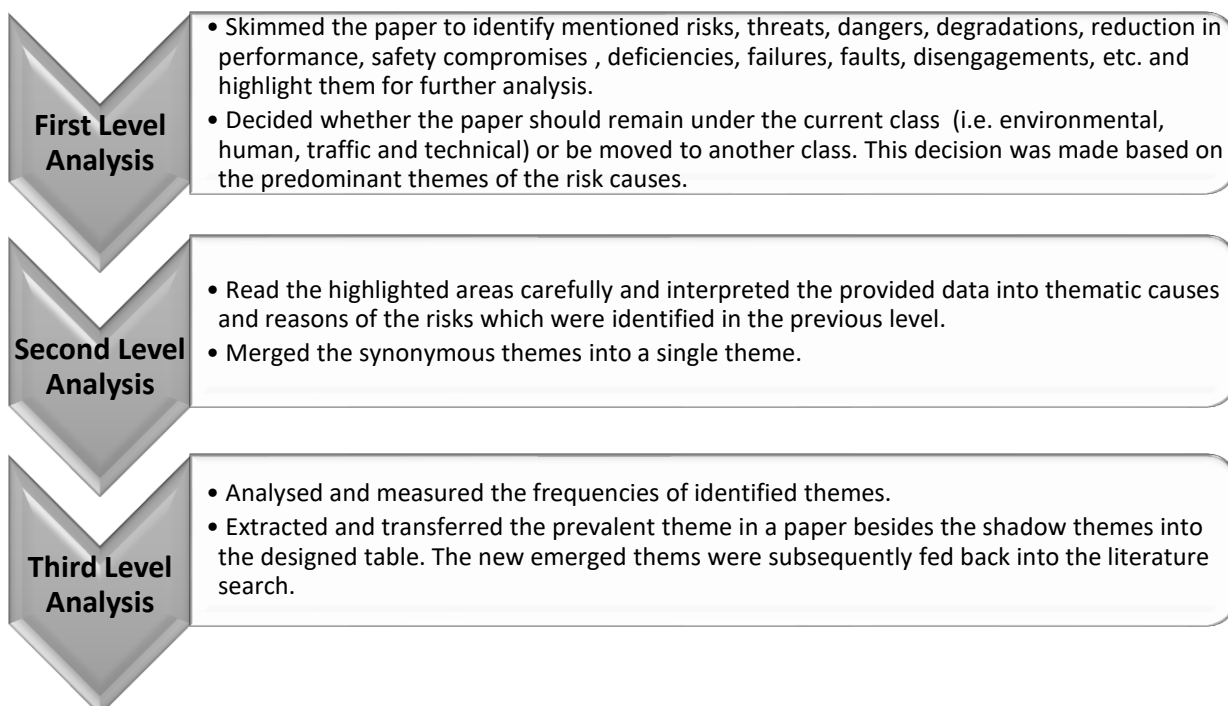 First Level
Analysis
• Skimmed the paper to identify mentioned risks, threats, dangers, degradations, reduction in
performance, safety compromises , deficiencies, failures, faults, disengagements, etc. and
highlight them for further analysis.
• Decided whether the paper should remain under the current class (i.e. environmental,
human, traffic and technical) or be moved to another class. This decision was made based on
the predominant themes of the risk causes.
Second Level
Analysis
• Read the highlighted areas carefully and interpreted the provided data into thematic causes
and reasons of the risks which were identified in the previous level.
• Merged the synonymous themes into a single theme.
Third Level
Analysis
• Analysed and measured the frequencies of identified themes.
• Extracted and transferred the prevalent theme in a paper besides the shadow themes into
the designed table. The new emerged thems were subsequently fed back into the literature
search.